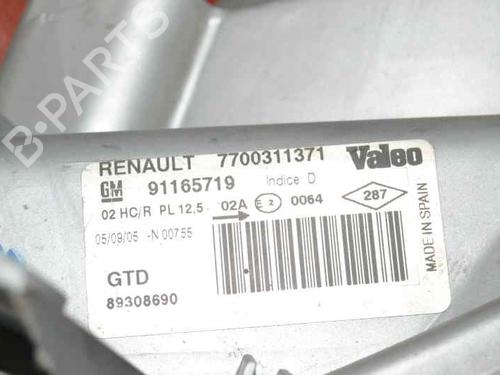 RENAULT 7700311371 Valeo
GM 91165719 Indice: D
02 HC/R PL 12,5 02A E2 0064 287
05/09/05 -N 00755
MADE IN SPAIN
GTD
89308690
B-PARTS